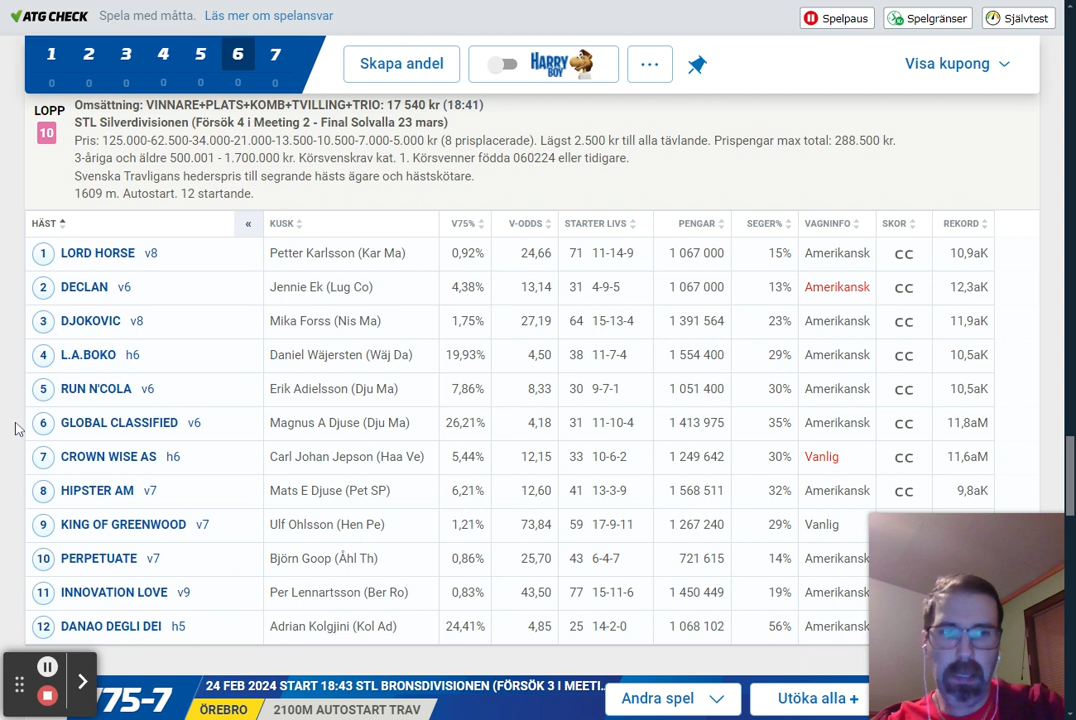 ATG CHECK Spela med måtta. Läs mer om spelansvar Spelpaus Spelgränser Självtest
1 2 3 4 5 6 7 Skapa andel HARRY BOY ... Visa kupong
0 0 0 0 0 0 0
Omsättning: VINNARE+PLATS+KOMB+TVILLING+TRIO: 17 540 kr (18:41)
LOPP 10
STL Silverdivisionen (Försök 4 i Meeting 2 - Final Solvalla 23 mars)
Pris: 125.000-62.500-34.000-21.000-13.500-10.500-7.000-5.000 kr (8 prisplacerade). Lägst 2.500 kr till alla tävlande. Prispengar max total: 288.500 kr.
3-åriga och äldre 500.001 - 1.700.000 kr. Körsvenskrav kat. 1. Körsvenner födda 060224 eller tidigare.
Svenska Travligans hederspris till segrande hästs ägare och hästskötare.
1609 m. Autostart. 12 startande.
HÄST « KUSK V75% V-ODDS STARTER LIVS PENGAR SEGER% VAGNINFO SKOR REKORD
1 LORD HORSE v8 Petter Karlsson (Kar Ma) 0,92% 24,66 71 11-14-9 1 067 000 15% Amerikansk C C 10,9aK
2 DECLAN v6 Jennie Ek (Lug Co) 4,38% 13,14 31 4-9-5 1 067 000 13% Amerikansk C C 12,3aK
3 DJOKOVIC v8 Mika Forss (Nis Ma) 1,75% 27,19 64 15-13-4 1 391 564 23% Amerikansk C C 11,9aK
4 L.A.BOKO h6 Daniel Wäjersten (Wäj Da) 19,93% 4,50 38 11-7-4 1 554 400 29% Amerikansk C C 10,5aK
5 RUN N'COLA v6 Erik Adielsson (Dju Ma) 7,86% 8,33 30 9-7-1 1 051 400 30% Amerikansk C C 10,5aK
6 GLOBAL CLASSIFIED v6 Magnus A Djuse (Dju Ma) 26,21% 4,18 31 11-10-4 1 413 975 35% Amerikansk C C 11,8aM
7 CROWN WISE AS h6 Carl Johan Jepson (Haa Ve) 5,44% 12,15 33 10-6-2 1 249 642 30% Vanlig C C 11,6aM
8 HIPSTER AM v7 Mats E Djuse (Pet SP) 6,21% 12,60 41 13-3-9 1 568 511 32% Amerikansk C C 9,8aK
9 KING OF GREENWOOD v7 Ulf Ohlsson (Hen Pe) 1,21% 73,84 59 17-9-11 1 267 240 29% Vanlig
10 PERPETUATE v7 Björn Goop (Åhl Th) 0,86% 25,70 43 6-4-7 721 615 14% Amerikansk
11 INNOVATION LOVE v9 Per Lennartsson (Ber Ro) 0,83% 43,50 77 15-11-6 1 450 449 19% Amerikansk
12 DANAO DEGLI DEI h5 Adrian Kolgjini (Kol Ad) 24,41% 4,85 25 14-2-0 1 068 102 56% Amerikansk
V75-7 24 FEB 2024 START 18:43 STL BRONSDIVISIONEN (FÖRSÖK 3 I MEETI... Andra spel Utöka alla +
ÖREBRO 2100M AUTOSTART TRAV